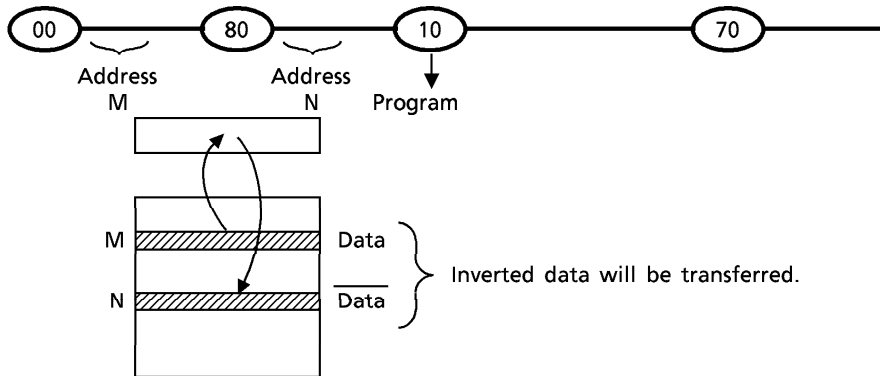 00 80 10 70
Address Address
M N Program
M Data
Inverted data will be transferred.
N Data